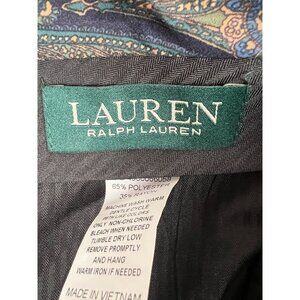 LAUREN
RALPH LAUREN
65% POLYESTER
35% RAYON
MACHINE WASH WARM
GENTLE CYCLE
WITH LIKE COLORS
ONLY NON-CHLORINE
BLEACH WHEN NEEDED
TUMBLE DRY LOW
REMOVE PROMPTLY
AND HANG
WARM IRON IF NEEDED
MADE IN VIETNAM